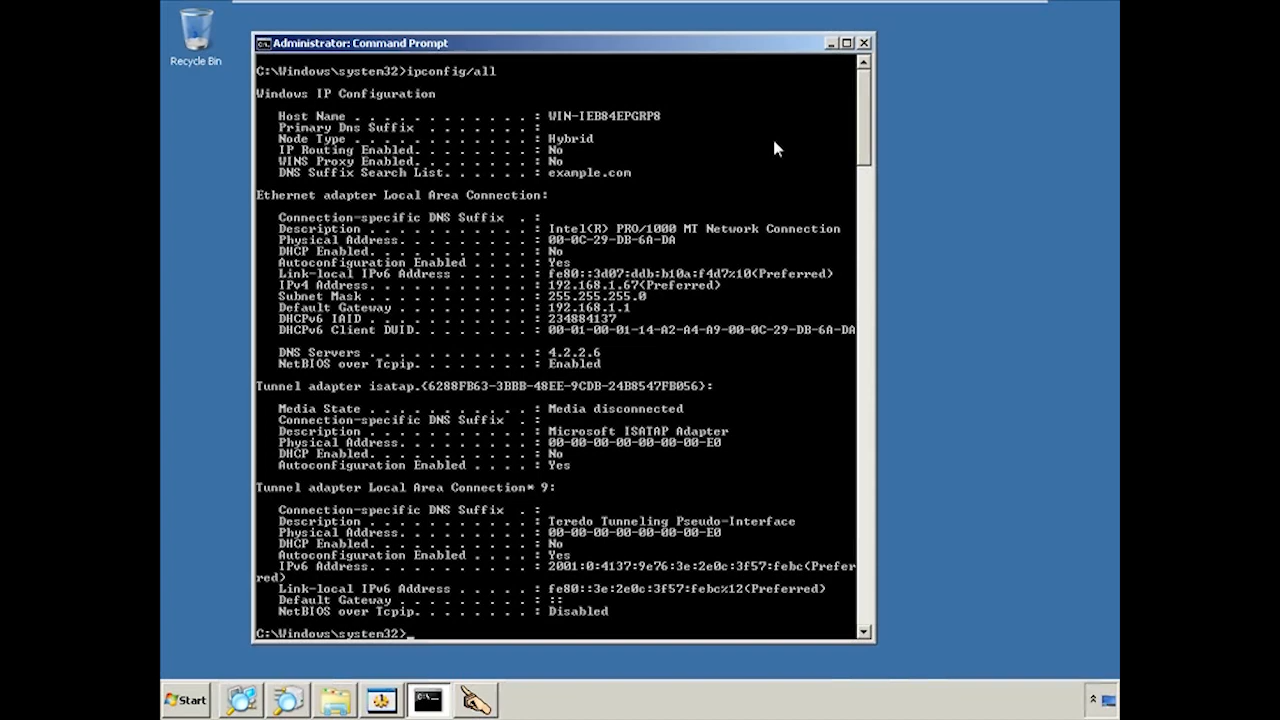 Recycle Bin
Administrator: Command Prompt
C:\Windows\system32>ipconfig/all
Windows IP Configuration
Host Name . . . . . . . . . . . . : WIN-IEB84EPGRP8
Primary Dns Suffix . . . . . . . :
Node Type . . . . . . . . . . . . : Hybrid
IP Routing Enabled. . . . . . . . : No
WINS Proxy Enabled. . . . . . . . : No
DNS Suffix Search List. . . . . . : example.com
Ethernet adapter Local Area Connection:
Connection-specific DNS Suffix . :
Description . . . . . . . . . . . : Intel(R) PRO/1000 MT Network Connection
Physical Address. . . . . . . . . : 00-0C-29-DB-6A-DA
DHCP Enabled. . . . . . . . . . . : No
Autoconfiguration Enabled . . . . : Yes
Link-local IPv6 Address . . . . . : fe80::3d07:ddb:b10a:f4d7%10(Preferred)
IPv4 Address. . . . . . . . . . . : 192.168.1.67(Preferred)
Subnet Mask . . . . . . . . . . . : 255.255.255.0
Default Gateway . . . . . . . . . : 192.168.1.1
DHCPv6 IAID . . . . . . . . . . . : 234884137
DHCPv6 Client DUID. . . . . . . . : 00-01-00-01-14-A2-A4-A9-00-0C-29-DB-6A-DA
DNS Servers . . . . . . . . . . . : 4.2.2.6
NetBIOS over Tcpip. . . . . . . . : Enabled
Tunnel adapter isatap.{6288FB63-3BBB-48EE-9CDB-24B8547FB056}:
Media State . . . . . . . . . . . : Media disconnected
Connection-specific DNS Suffix . :
Description . . . . . . . . . . . : Microsoft ISATAP Adapter
Physical Address. . . . . . . . . : 00-00-00-00-00-00-00-E0
DHCP Enabled. . . . . . . . . . . : No
Autoconfiguration Enabled . . . . : Yes
Tunnel adapter Local Area Connection* 9:
Connection-specific DNS Suffix . :
Description . . . . . . . . . . . : Teredo Tunneling Pseudo-Interface
Physical Address. . . . . . . . . : 00-00-00-00-00-00-00-E0
DHCP Enabled. . . . . . . . . . . : No
Autoconfiguration Enabled . . . . : Yes
IPv6 Address. . . . . . . . . . . : 2001:0:4137:9e76:3e:2e0c:3f57:febc(Prefer
red)
Link-local IPv6 Address . . . . . : fe80::3e:2e0c:3f57:febc%12(Preferred)
Default Gateway . . . . . . . . . : ::
NetBIOS over Tcpip. . . . . . . . : Disabled
C:\Windows\system32>_
Start